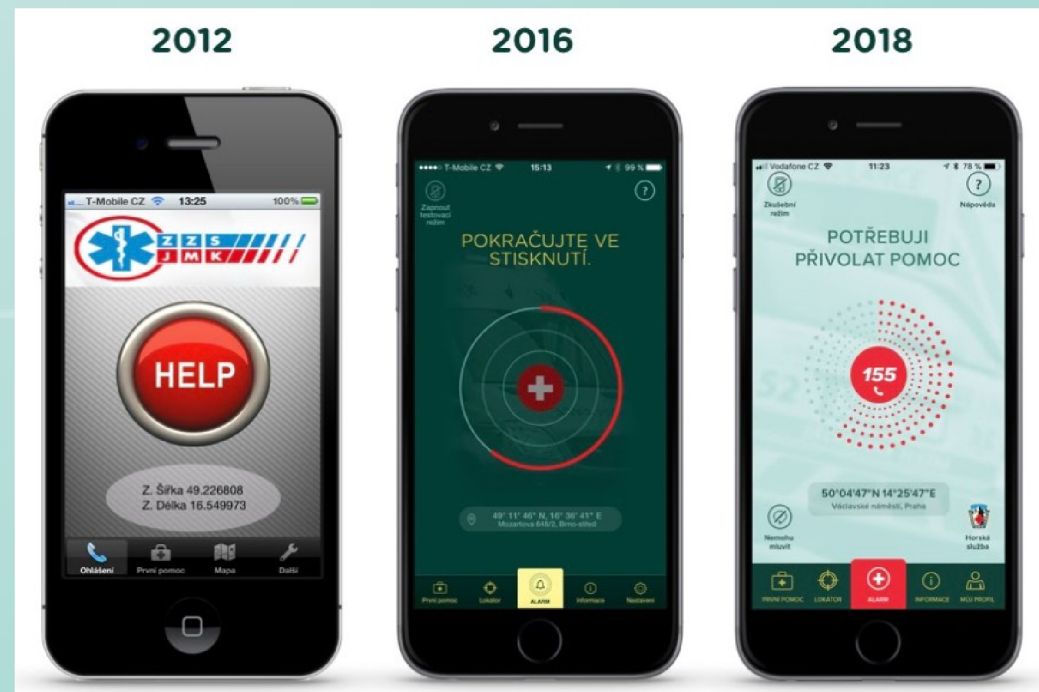 2012
2016
2018
T-Mobile CZ 13:25 100%
ZZS
JMK
HELP
Z. Šířka 49.226808
Z. Délka 16.549973
Ohlášení První pomoc Mapa Další
T-Mobile CZ 15:13 99 %
?
Zapnout
testovací
režim
POKRAČUJTE VE
STISKNUTÍ.
49° 11' 46" N, 16° 36' 41" E
Mozartova 648/2, Brno-střed
První pomoc Lokátor ALARM Informace Nastavení
Vodafone CZ 11:23 78 %
?
Zkušební
režim
Nápověda
POTŘEBUJI
PŘIVOLAT POMOC
155
50°04'47"N 14°25'47"E
Václavské náměstí, Praha
Nemohu
mluvit
Horská
služba
PRVNÍ POMOC LOKÁTOR ALARM INFORMACE MŮJ PROFIL